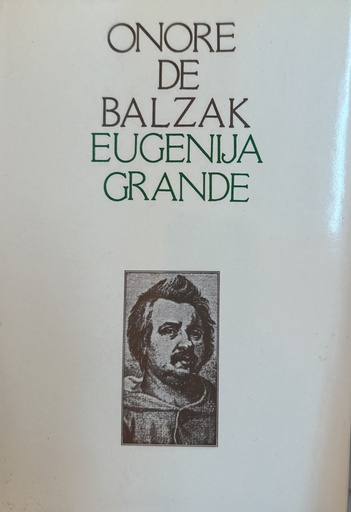 ONORE
DE
BALZAK
EUGENIJA
GRANDE